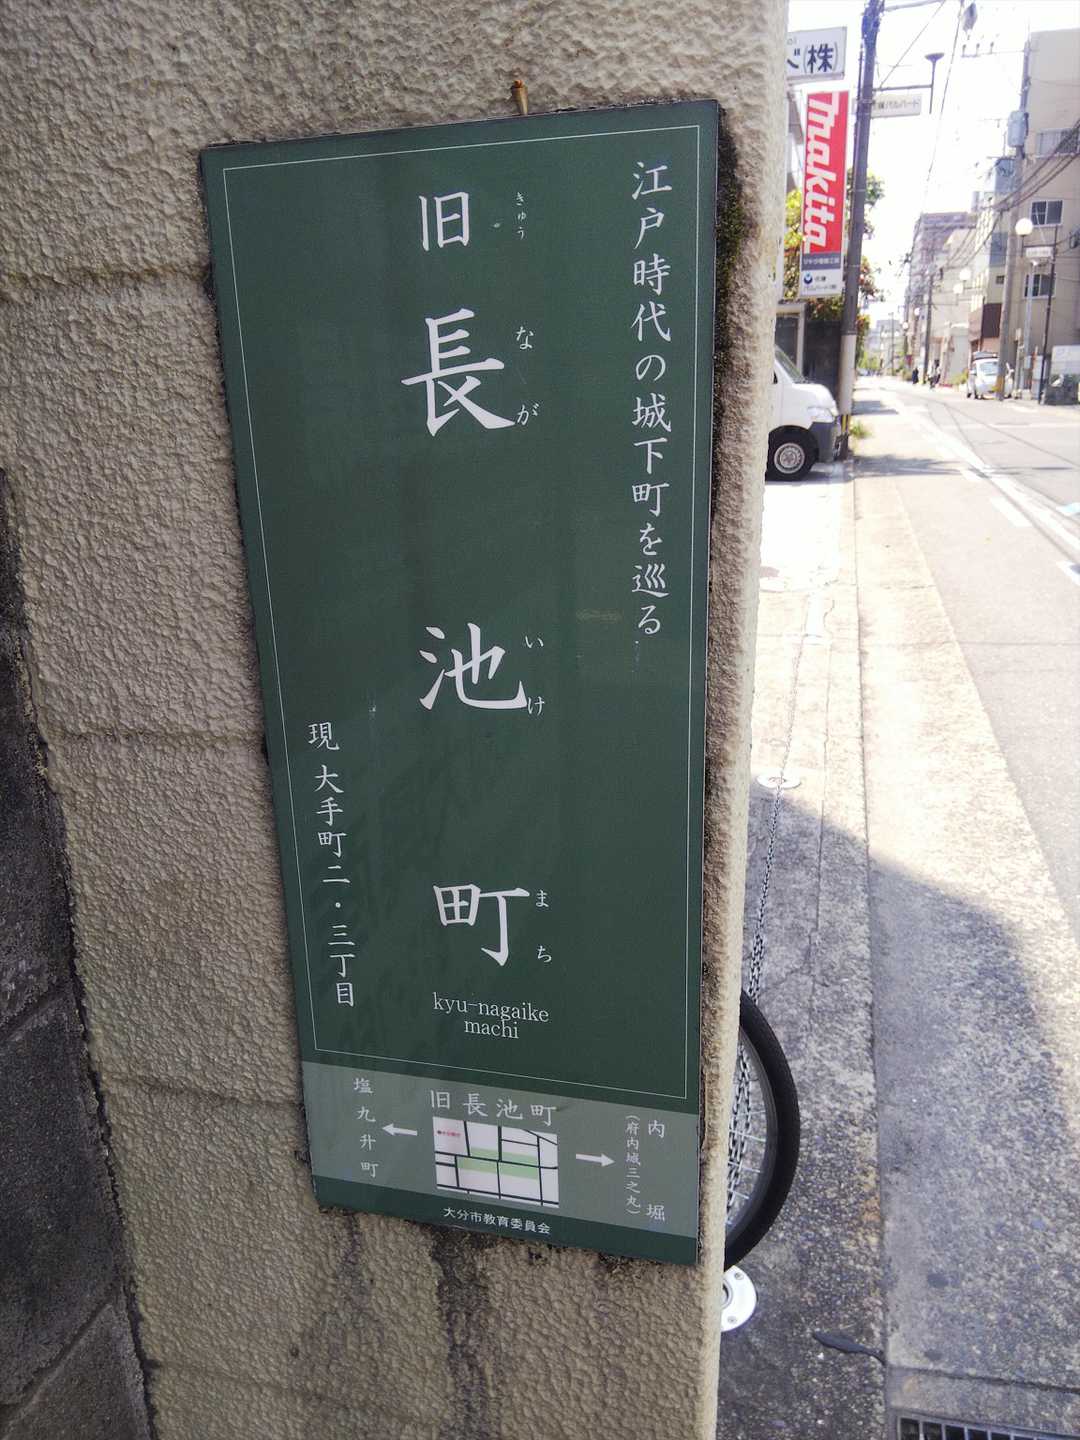 江戸時代の城下町を巡る
きゅう
旧
なが
長
いけ
池
まち
町
kyu-nagaike
machi
現 大手町二・三丁目
旧長池町
内堀
(府内城三之丸)
塩九升町
大分市教育委員会
(株)
makita